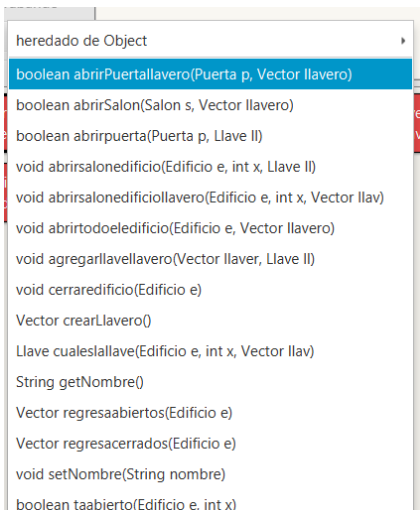 heredado de Object
boolean abrirPuertallavero(Puerta p, Vector llavero)
boolean abrirSalon(Salon s, Vector llavero)
boolean abrirpuerta(Puerta p, Llave ll)
void abrirsalonedificio(Edificio e, int x, Llave ll)
void abrirsalonedificiollavero(Edificio e, int x, Vector llav)
void abrirtodoeledificio(Edificio e, Vector llavero)
void agregarllavellavero(Vector llaver, Llave ll)
void cerraredificio(Edificio e)
Vector crearLlavero()
Llave cualeslallave(Edificio e, int x, Vector llav)
String getNombre()
Vector regresaabiertos(Edificio e)
Vector regresacerrados(Edificio e)
void setNombre(String nombre)
boolean taabierto(Edificio e, int x)